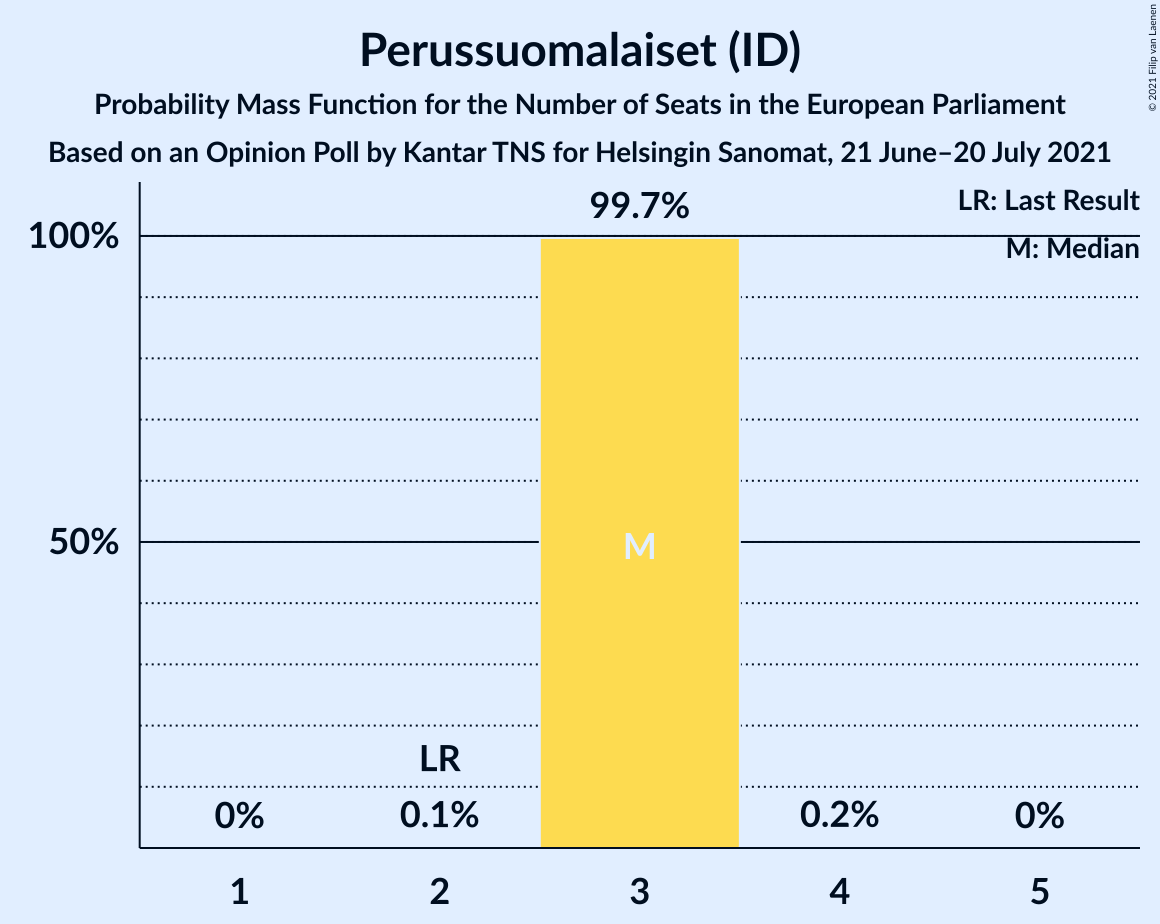 Perussuomalaiset (ID)
Probability Mass Function for the Number of Seats in the European Parliament
Based on an Opinion Poll by Kantar TNS for Helsingin Sanomat, 21 June–20 July 2021
© 2021 Filip van Laenen
LR: Last Result
M: Median
99.7%
100%
50%
M
LR
0%
0.1%
0.2%
0%
1 2 3 4 5